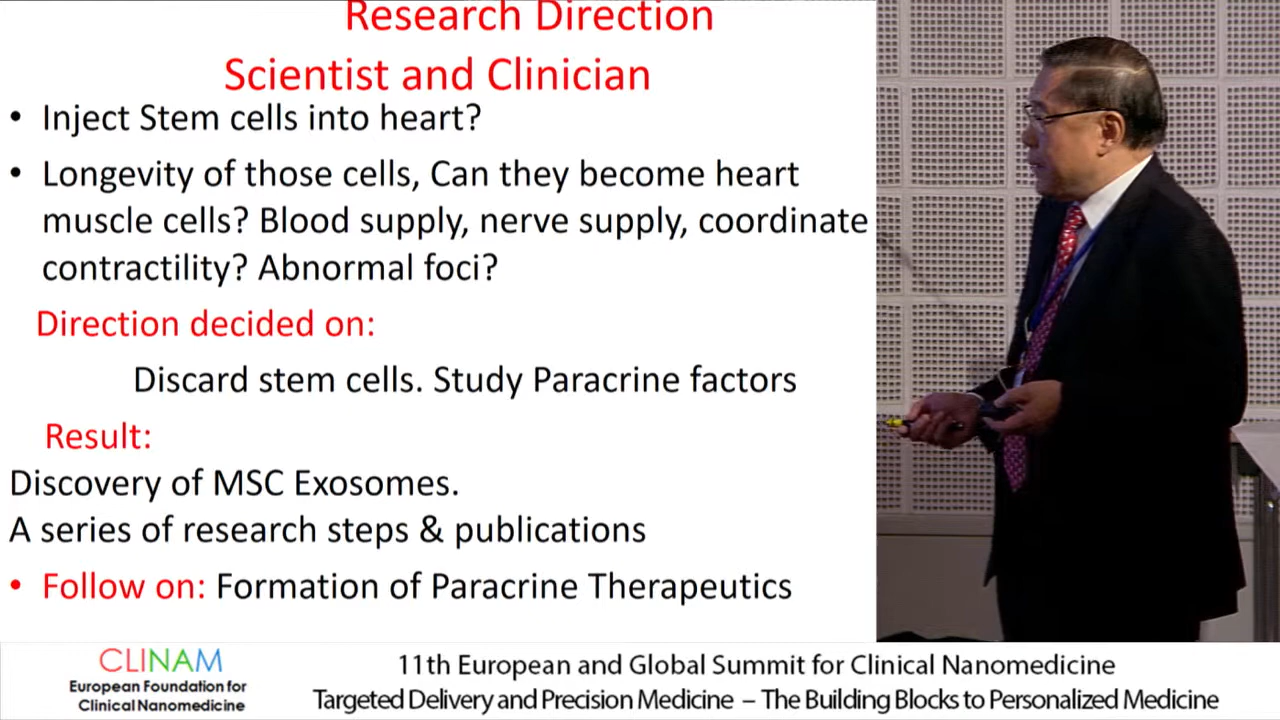 Research Direction
Scientist and Clinician
• Inject Stem cells into heart?
• Longevity of those cells, Can they become heart
muscle cells? Blood supply, nerve supply, coordinate
contractility? Abnormal foci?
Direction decided on:
Discard stem cells. Study Paracrine factors
Result:
Discovery of MSC Exosomes.
A series of research steps & publications
• Follow on: Formation of Paracrine Therapeutics
CLINAM
European Foundation for
Clinical Nanomedicine
11th European and Global Summit for Clinical Nanomedicine
Targeted Delivery and Precision Medicine – The Building Blocks to Personalized Medicine